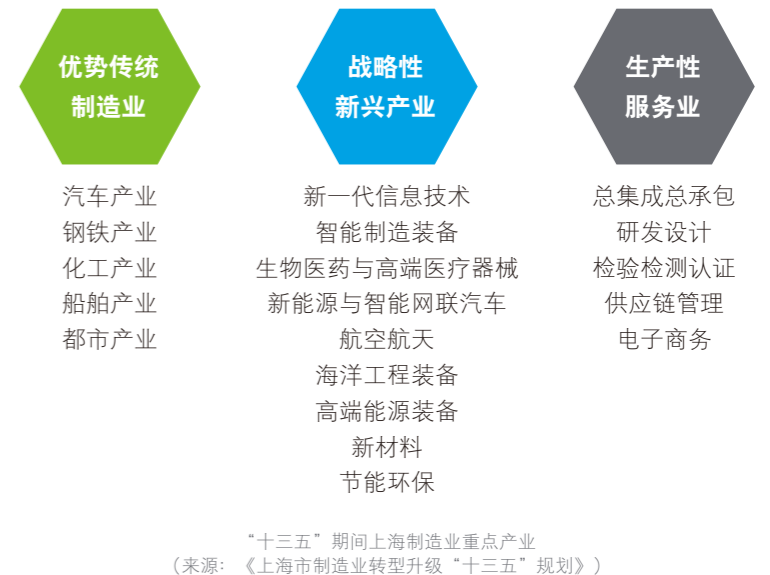 优势传统
制造业
汽车产业
钢铁产业
化工产业
船舶产业
都市产业
战略性
新兴产业
新一代信息技术
智能制造装备
生物医药与高端医疗器械
新能源与智能网联汽车
航空航天
海洋工程装备
高端能源装备
新材料
节能环保
生产性
服务业
总集成总承包
研发设计
检验检测认证
供应链管理
电子商务
“十三五”期间上海制造业重点产业
（来源：《上海市制造业转型升级“十三五”规划》）